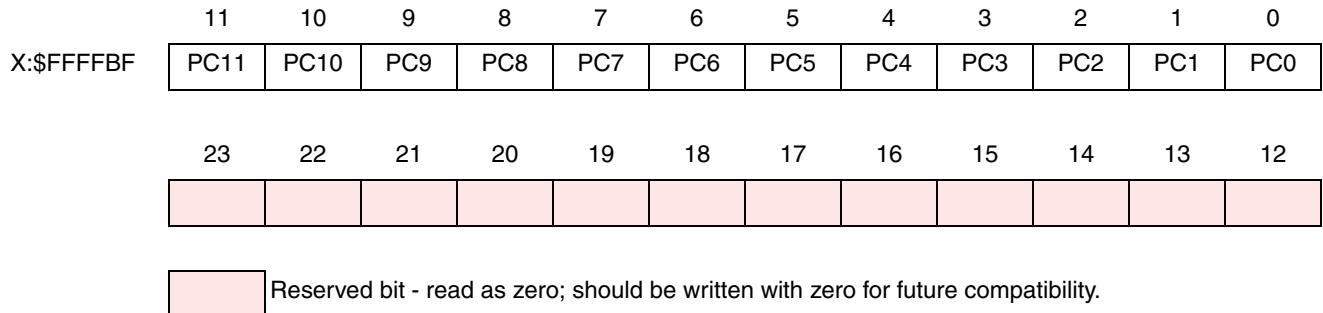 11 10 9 8 7 6 5 4 3 2 1 0
X:$FFFFBF PC11 PC10 PC9 PC8 PC7 PC6 PC5 PC4 PC3 PC2 PC1 PC0
23 22 21 20 19 18 17 16 15 14 13 12
Reserved bit - read as zero; should be written with zero for future compatibility.